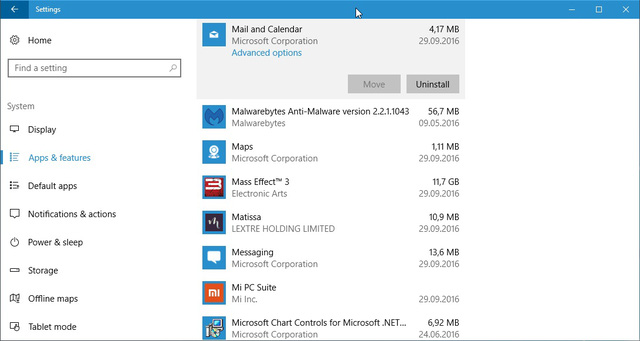 Settings
Home
Find a setting
System
Display
Apps & features
Default apps
Notifications & actions
Power & sleep
Storage
Offline maps
Tablet mode
Mail and Calendar 4,17 MB
Microsoft Corporation 29.09.2016
Advanced options
Move Uninstall
Malwarebytes Anti-Malware version 2.2.1.1043 56,7 MB
Malwarebytes 09.05.2016
Maps 1,11 MB
Microsoft Corporation 29.09.2016
Mass Effect™ 3 11,7 GB
Electronic Arts 29.09.2016
Matissa 10,9 MB
LEXTRE HOLDING LIMITED 29.09.2016
Messaging 13,6 MB
Microsoft Corporation 29.09.2016
Mi PC Suite
Mi Inc. 29.09.2016
Microsoft Chart Controls for Microsoft .NET... 6,92 MB
Microsoft Corporation 24.06.2016